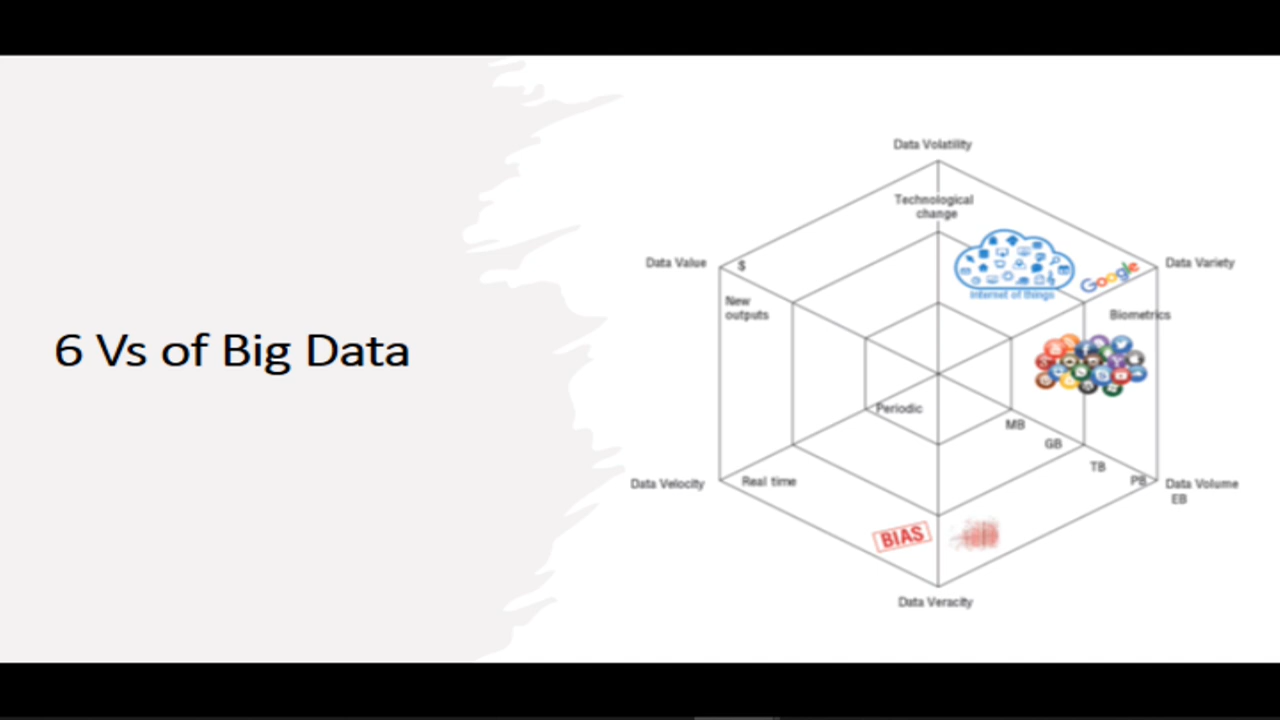 6 Vs of Big Data
Data Volatility
Technological
change
Data Value
$
New
outputs
Internet of things
Google
Data Variety
Biometrics
Periodic
MB
GB
TB
PB
Data Velocity
Real time
Data Volume
EB
BIAS
Data Veracity